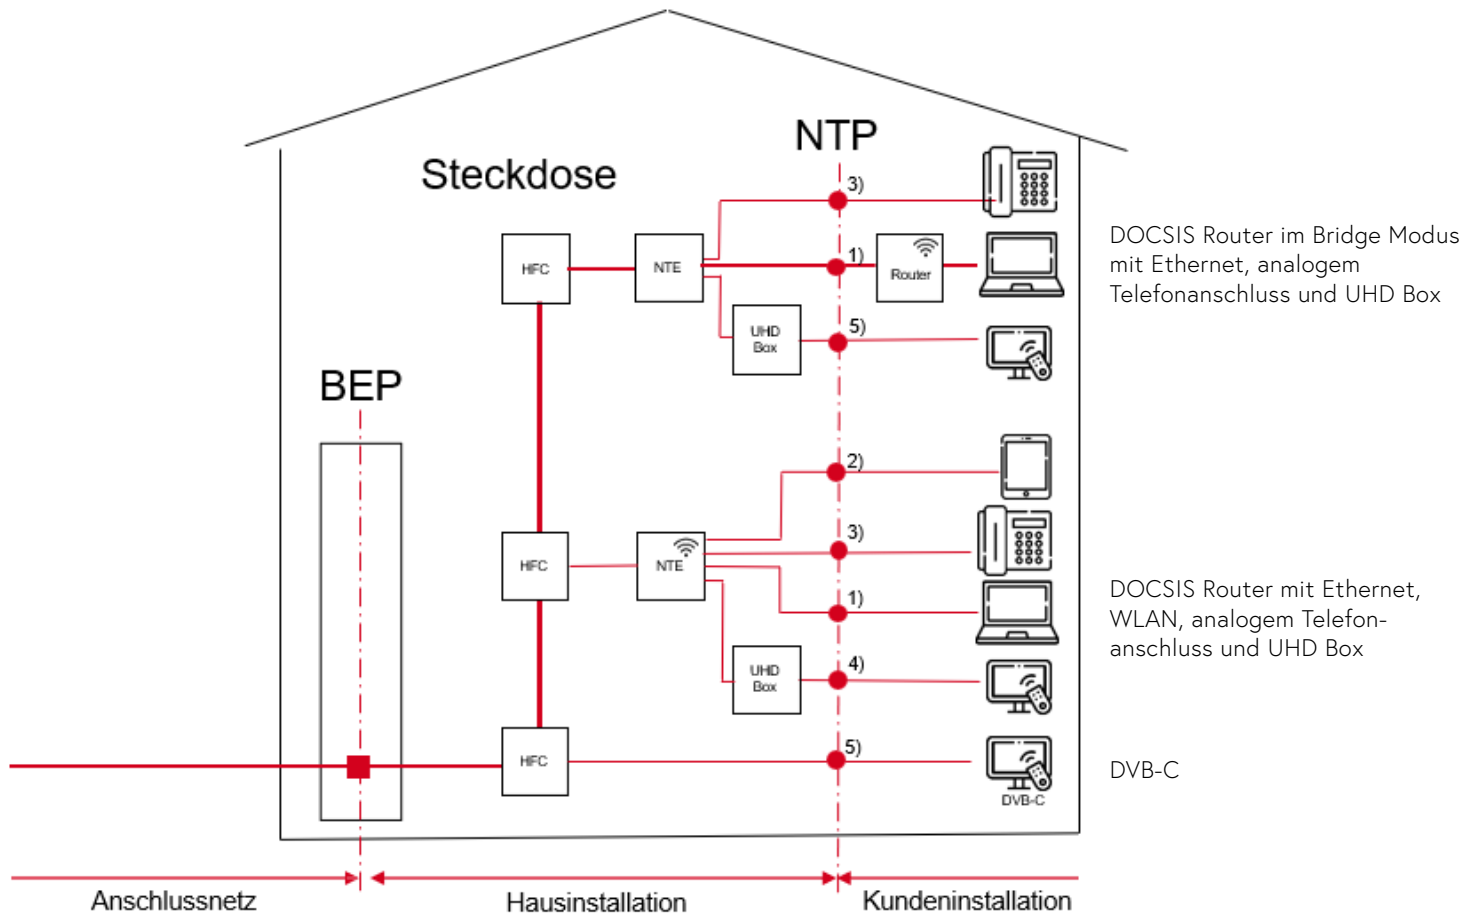 NTP
Steckdose
3)
HFC
NTE
1)
Router
DOCSIS Router im Bridge Modus
mit Ethernet, analogem
Telefonanschluss und UHD Box
UHD
Box
5)
BEP
2)
HFC
NTE
3)
1)
DOCSIS Router mit Ethernet,
WLAN, analogem Telefon-
anschluss und UHD Box
UHD
Box
4)
HFC
5)
DVB-C
DVB-C
Anschlussnetz
Hausinstallation
Kundeninstallation